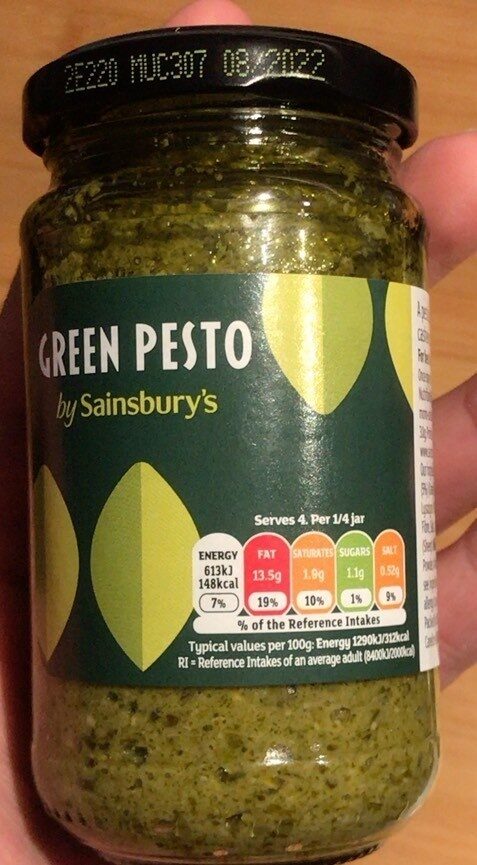 2E220 MUC307 08/2022
GREEN PESTO
by Sainsbury's
Serves 4. Per 1/4 jar
ENERGY
613kJ
148kcal
7%
FAT
13.5g
19%
SATURATES
1.9g
10%
SUGARS
1.1g
1%
SALT
0.52g
9%
% of the Reference Intakes
Typical values per 100g: Energy 1290kJ/312kcal
RI = Reference Intakes of an average adult (8400kJ/2000kcal)